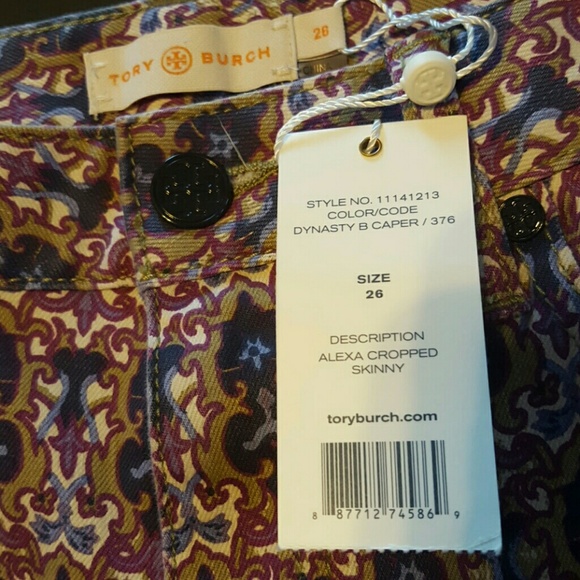 TORY BURCH
26
IN
STYLE NO. 11141213
COLOR/CODE
DYNASTY B CAPER / 376
SIZE
26
DESCRIPTION
ALEXA CROPPED
SKINNY
toryburch.com
8 87712 74586 9